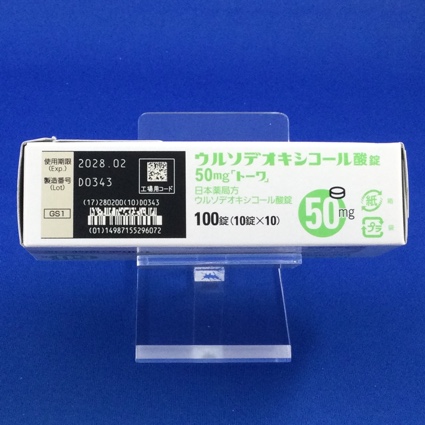 使用期限
(Exp.)
2028.02
製造番号
(Lot)
D0343
工場用コード
GS1
(17)280200(10)D0343
(01)14987155296072
ウルソデオキシコール酸錠
50mg「トーワ」
日本薬局方
ウルソデオキシコール酸錠
100錠(10錠×10)
50mg
紙 箱
プラ 袋